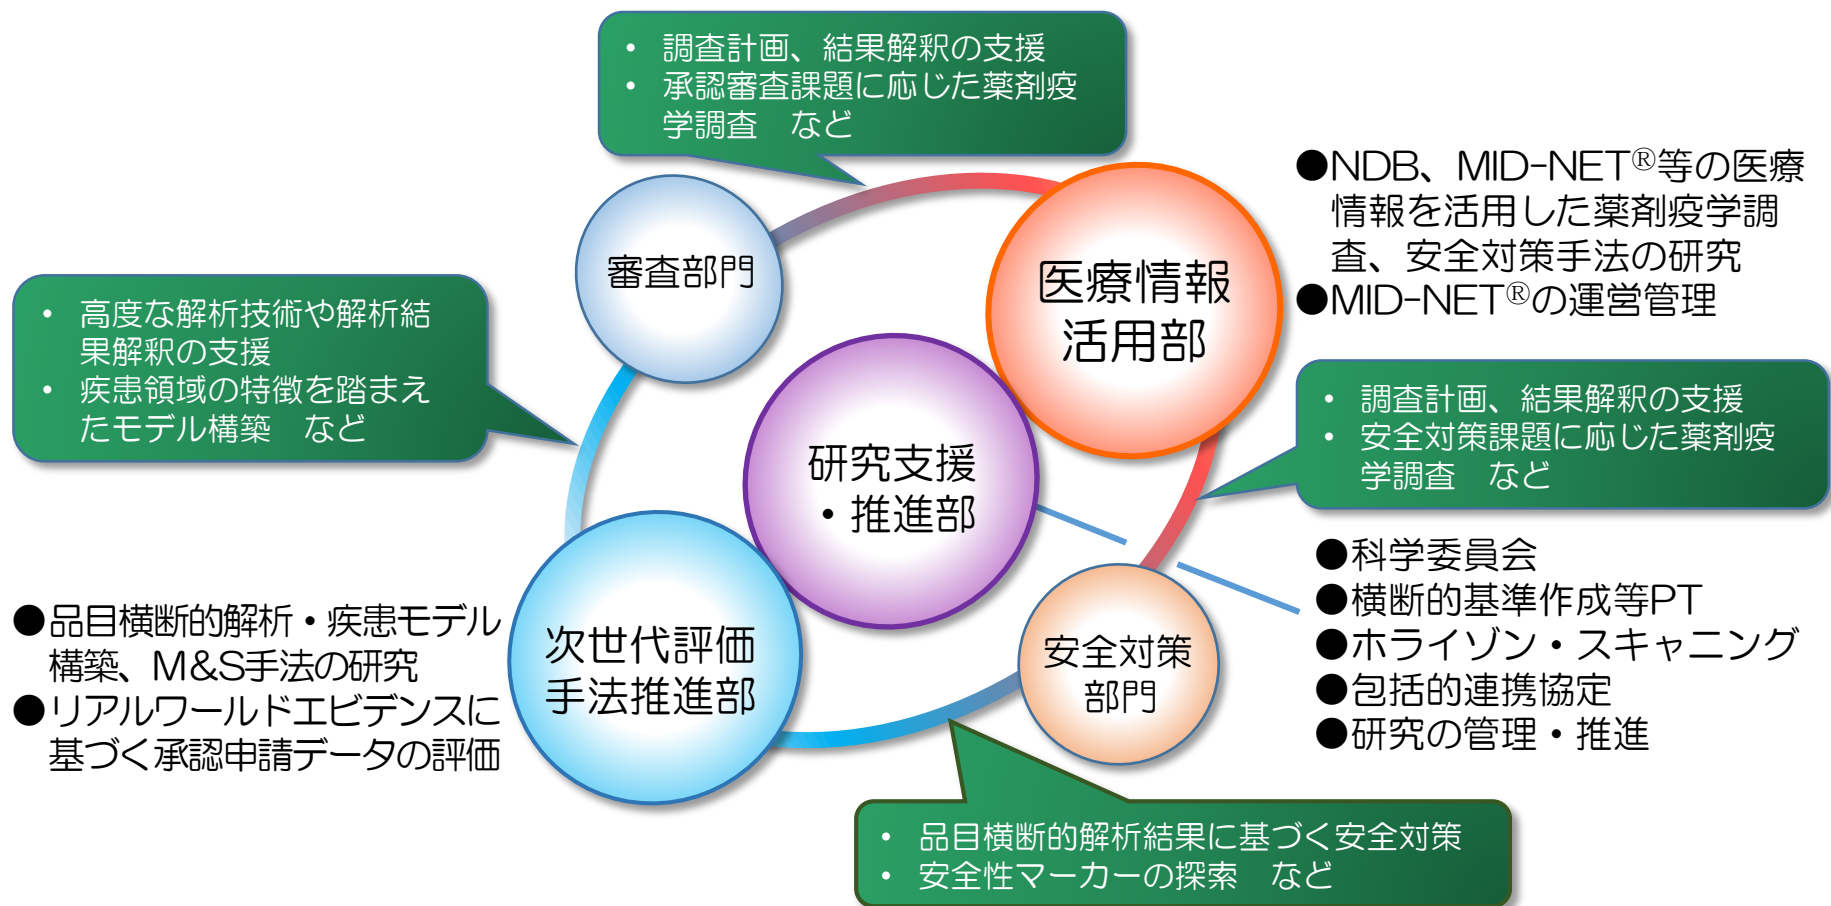 • 調査計画、結果解釈の支援
• 承認審査課題に応じた薬剤疫
学調査　など
●NDB、MID-NET®等の医療
情報を活用した薬剤疫学調
査、安全対策手法の研究
●MID-NET®の運営管理
審査部門
医療情報
活用部
• 高度な解析技術や解析結
果解釈の支援
• 疾患領域の特徴を踏まえ
たモデル構築　など
• 調査計画、結果解釈の支援
• 安全対策課題に応じた薬剤疫
学調査　など
研究支援
・推進部
●科学委員会
●横断的基準作成等PT
●ホライゾン・スキャニング
●包括的連携協定
●研究の管理・推進
●品目横断的解析・疾患モデル
構築、M&S手法の研究
●リアルワールドエビデンスに
基づく承認申請データの評価
次世代評価
手法推進部
安全対策
部門
• 品目横断的解析結果に基づく安全対策
• 安全性マーカーの探索　など